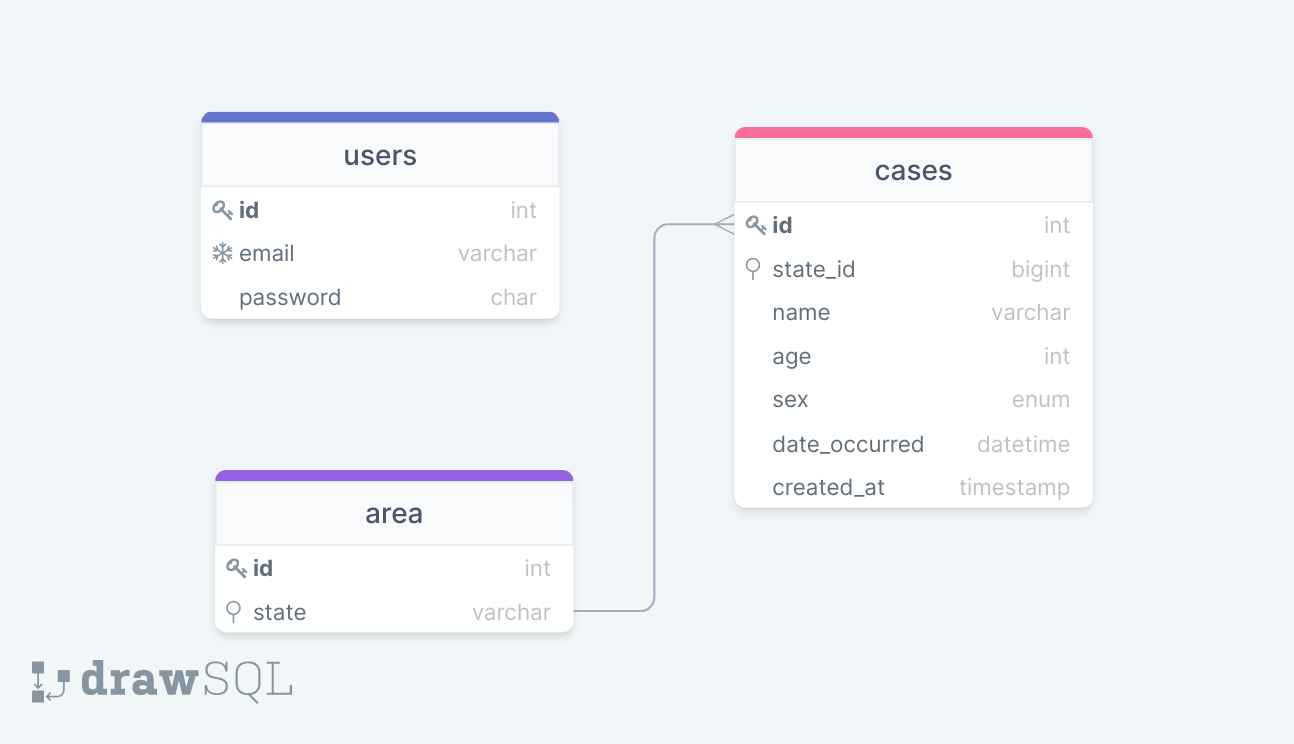 users
id int
email varchar
password char
cases
id int
state_id bigint
name varchar
age int
sex enum
date_occurred datetime
created_at timestamp
area
id int
state varchar
drawSQL